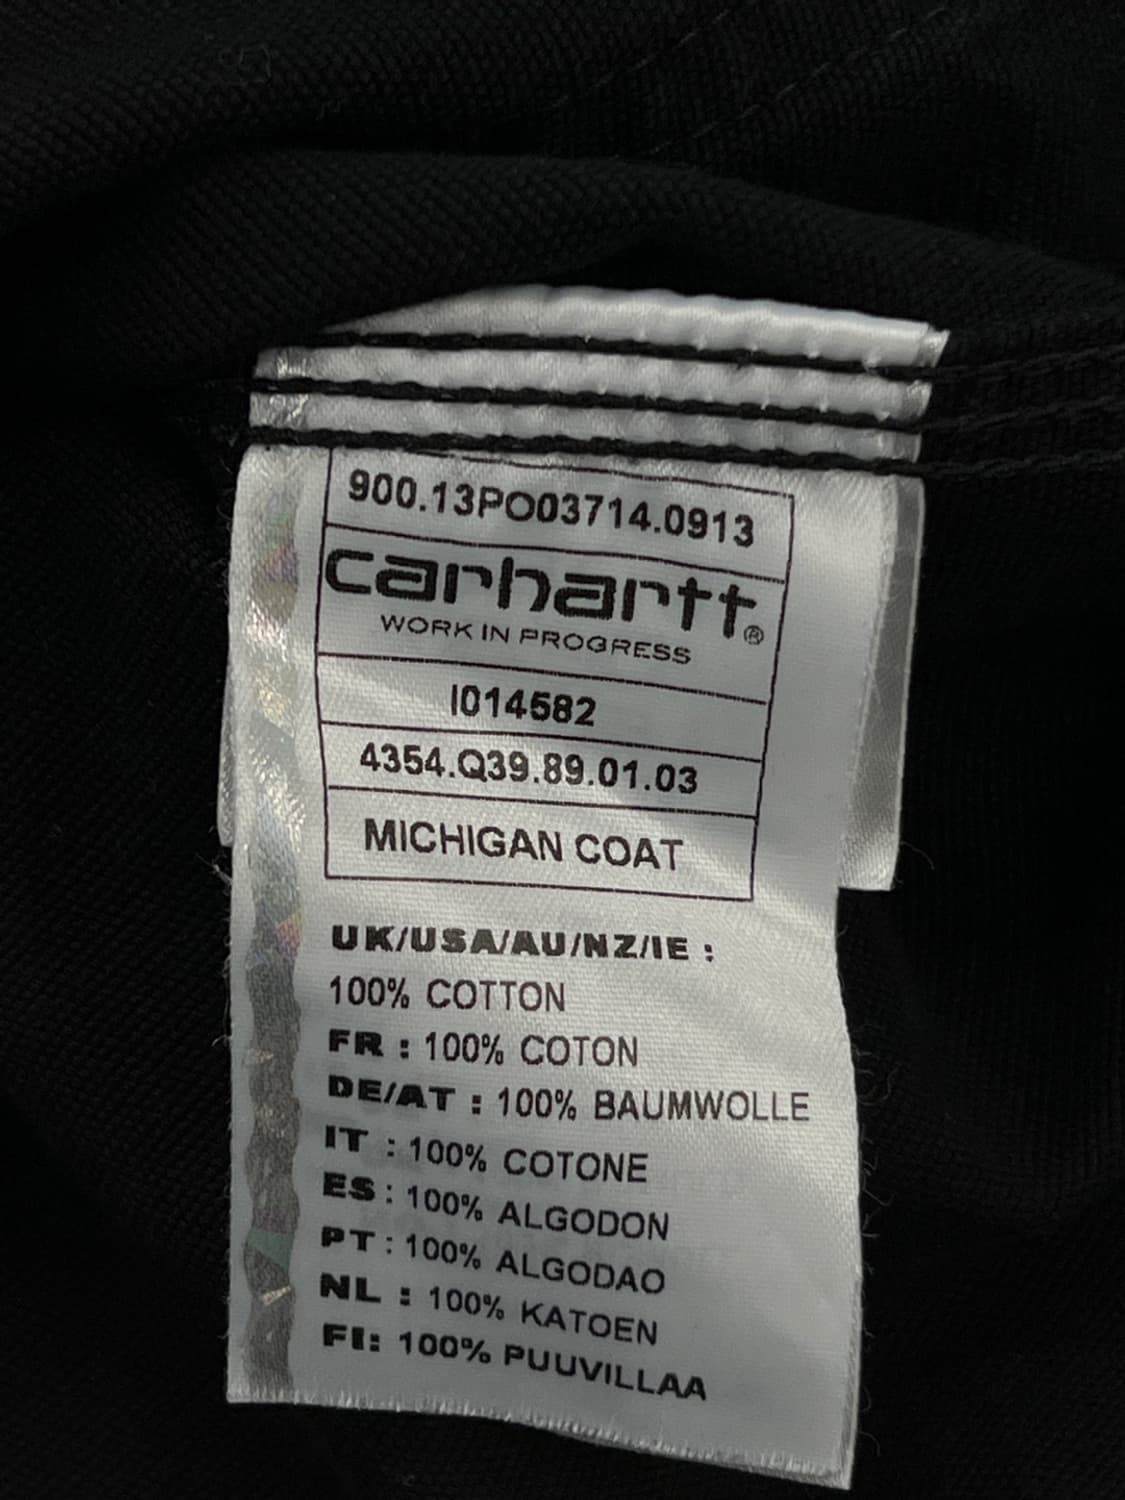 900.13PO03714.0913
carhartt®
WORK IN PROGRESS
I014582
4354.Q39.89.01.03
MICHIGAN COAT
UK/USA/AU/NZ/IE :
100% COTTON
FR : 100% COTON
DE/AT : 100% BAUMWOLLE
IT : 100% COTONE
ES : 100% ALGODON
PT : 100% ALGODAO
NL : 100% KATOEN
FI: 100% PUUVILLAA